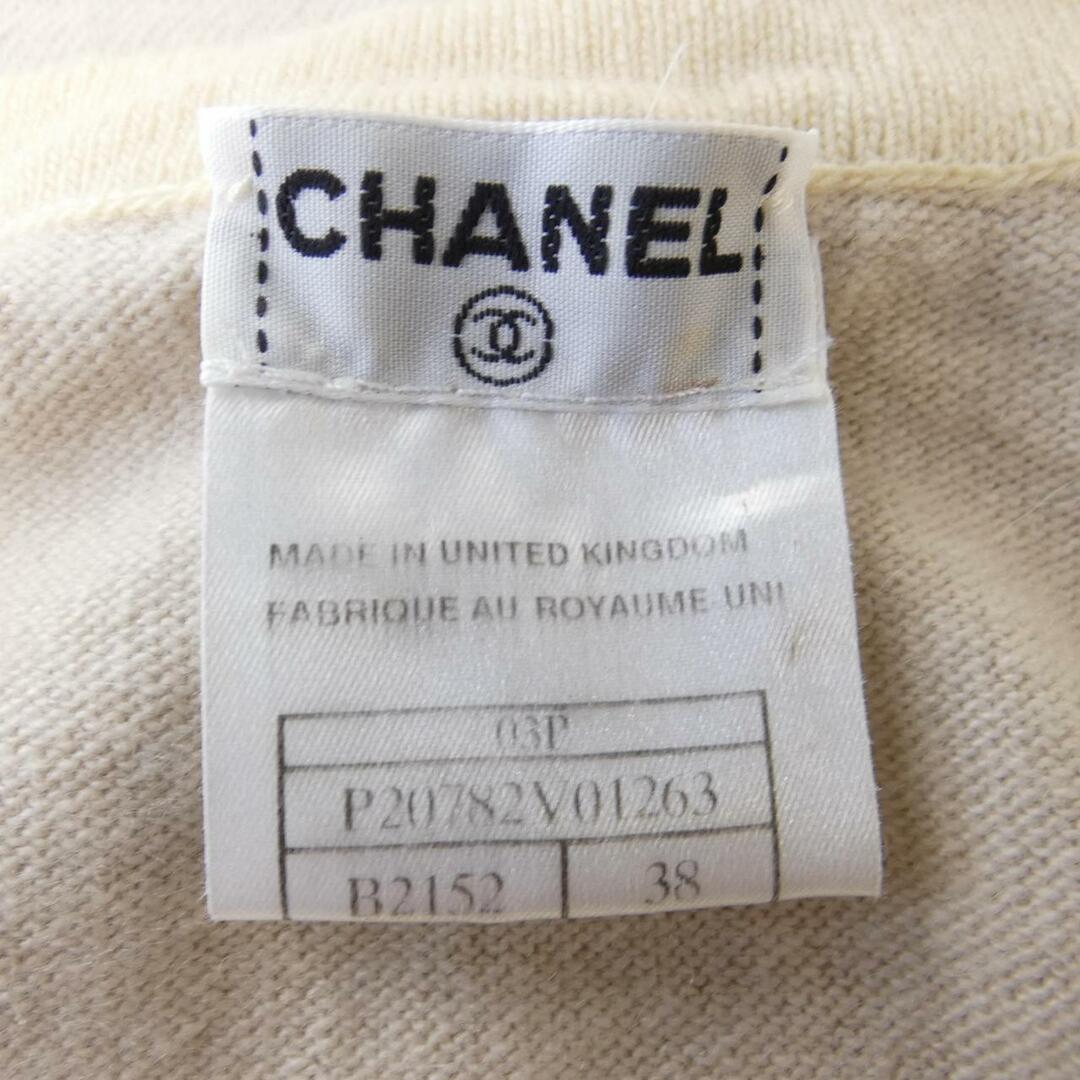 CHANEL
MADE IN UNITED KINGDOM
FABRIQUE AU ROYAUME-UNI
03P
P20782V01263
B2152 38